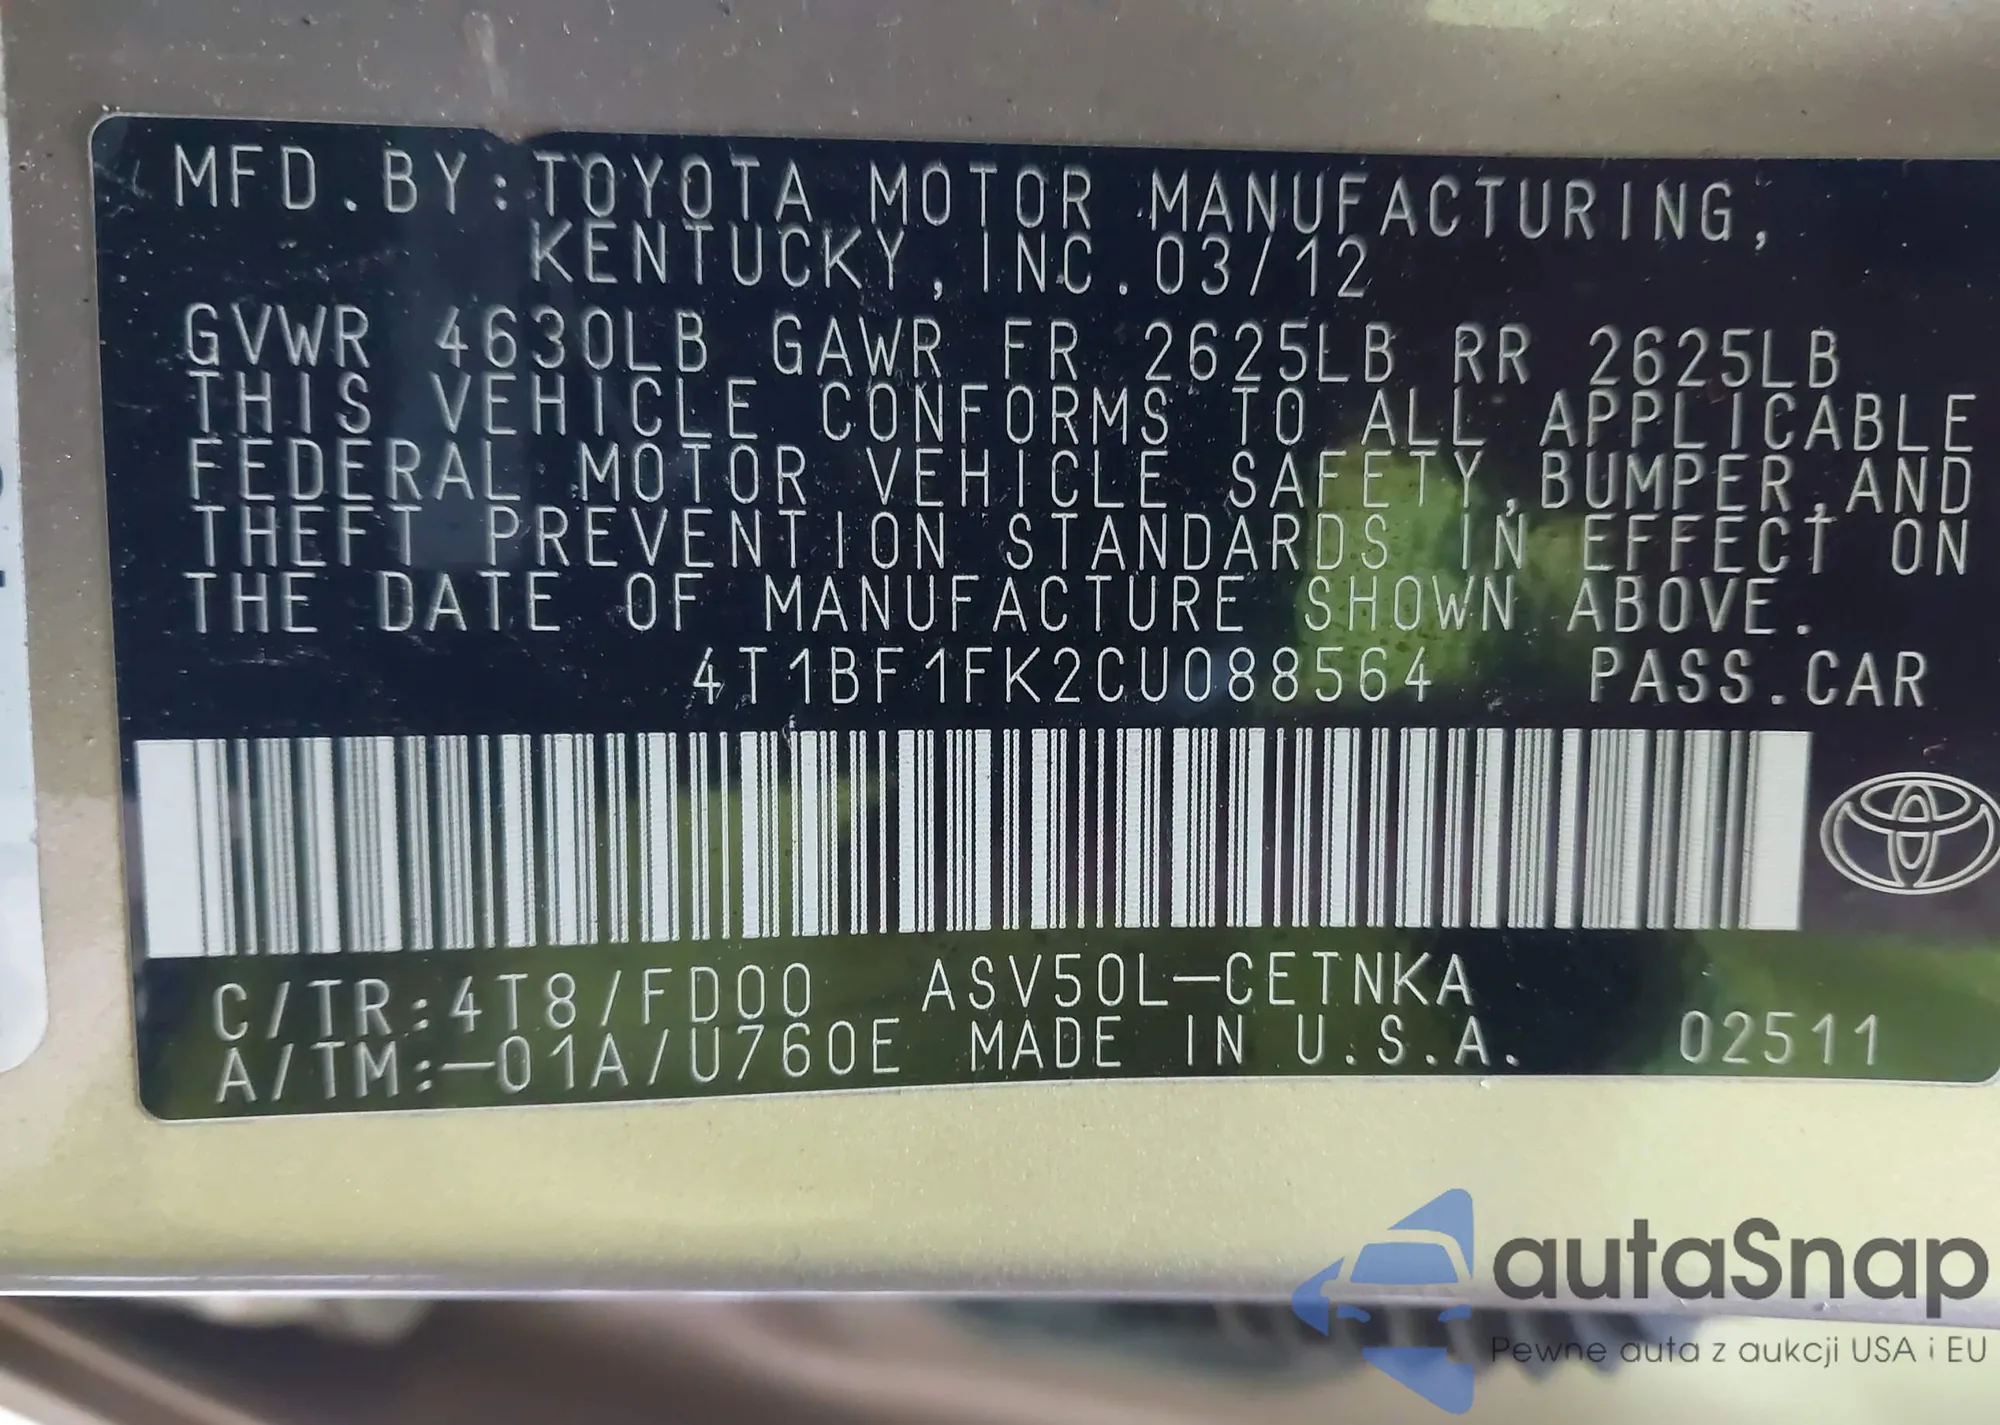 MFD.BY:TOYOTA MOTOR MANUFACTURING,
KENTUCKY,INC.03/12
GVWR 4630LB GAWR FR 2625LB RR 2625LB
THIS VEHICLE CONFORMS TO ALL APPLICABLE
FEDERAL MOTOR VEHICLE SAFETY,BUMPER,AND
THEFT PREVENTION STANDARDS IN EFFECT ON
THE DATE OF MANUFACTURE SHOWN ABOVE.
4T1BF1FK2CU088564 PASS.CAR
C/TR:4T8/FD00 ASV50L-CETNKA
A/TM:-01A/U760E MADE IN U.S.A. 02511
autaSnap
Pewne auta z aukcji USA i EU